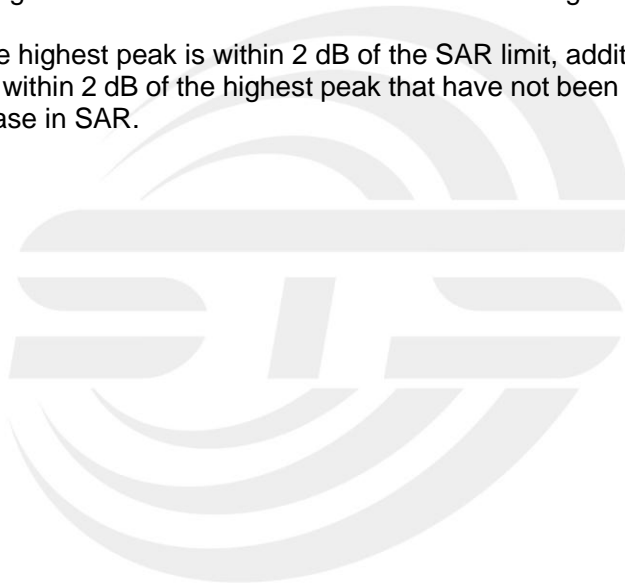 e highest peak is within 2 dB of the SAR limit, addit
within 2 dB of the highest peak that have not been
ase in SAR.
STS